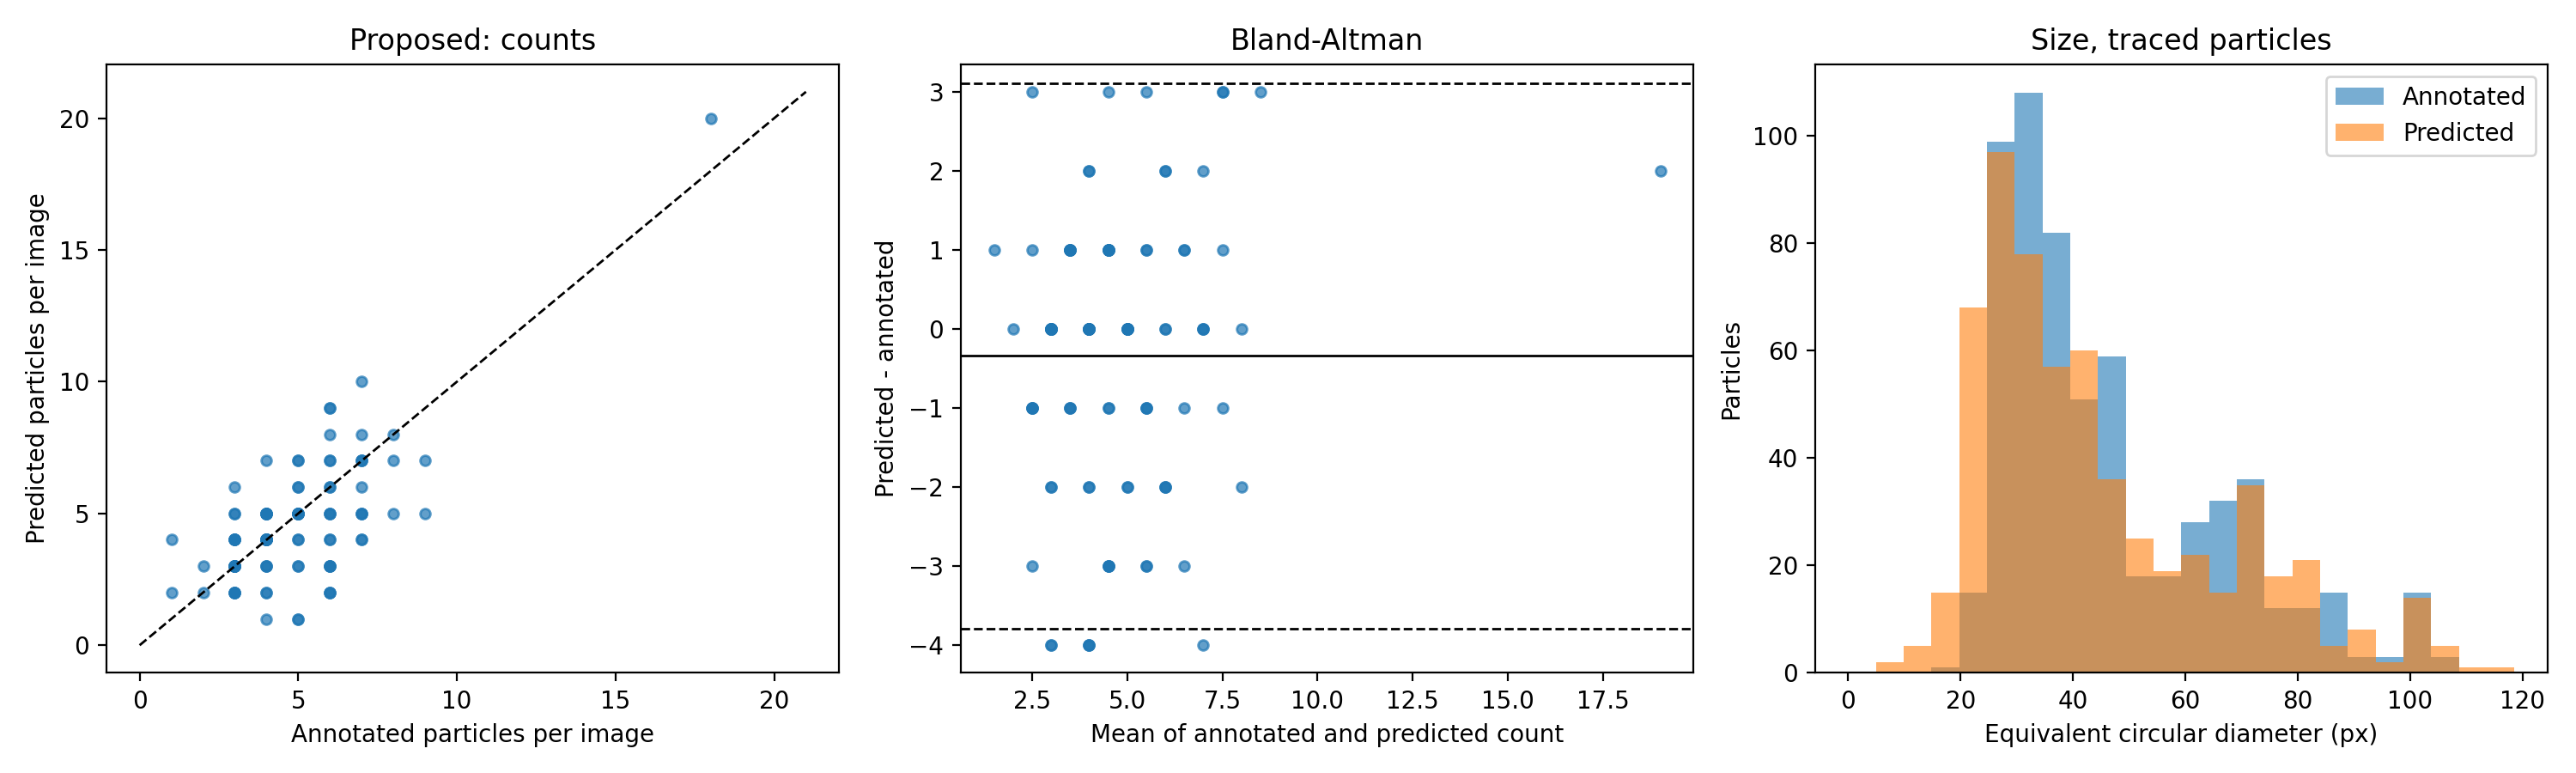 Proposed: counts
Predicted particles per image
20
15
10
5
0
0 5 10 15 20
Annotated particles per image
Bland-Altman
Predicted - annotated
3
2
1
0
−1
−2
−3
−4
2.5 5.0 7.5 10.0 12.5 15.0 17.5
Mean of annotated and predicted count
Size, traced particles
Annotated
Predicted
Particles
100
80
60
40
20
0
0 20 40 60 80 100 120
Equivalent circular diameter (px)